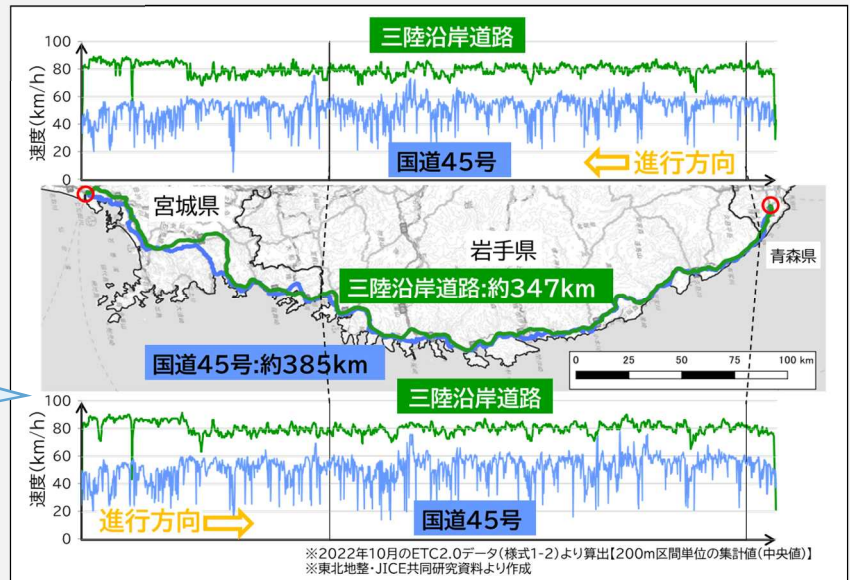 三陸沿岸道路
100
80
60
40
20
0
速度(km/h)
国道45号
進行方向
宮城県
岩手県
青森県
三陸沿岸道路:約347km
国道45号:約385km
0 25 50 75 100 km
三陸沿岸道路
100
80
60
40
20
0
速度(km/h)
国道45号
進行方向
※2022年10月のETC2.0データ(様式1-2)より算出【200m区間単位の集計値(中央値)】
※東北地整・JICE共同研究資料より作成